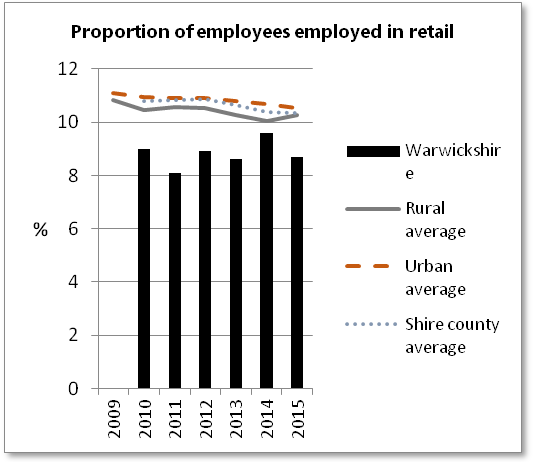 Proportion of employees employed in retail
12
10
8
6
4
2
0
%
2009
2010
2011
2012
2013
2014
2015
Warwickshir
e
Rural
average
Urban
average
Shire county
average